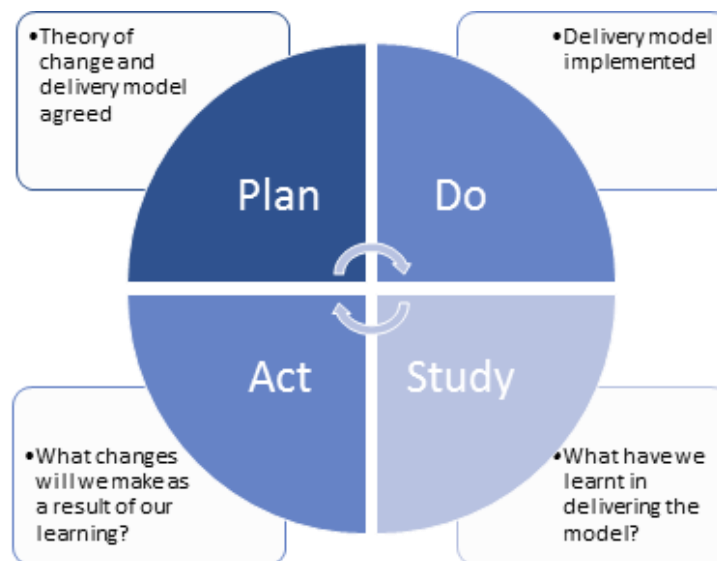 •Theory of
change and
delivery model
agreed
•Delivery model
implemented
Plan
Do
Act
Study
•What changes
will we make as
a result of our
learning?
•What have we
learnt in
delivering the
model?